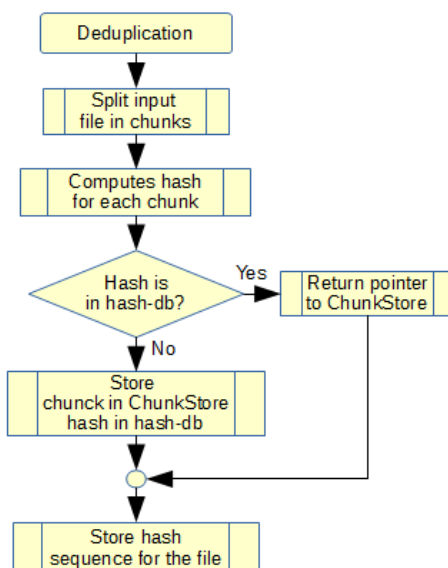 Deduplication
Split input
file in chunks
Computes hash
for each chunk
Hash is
in hash-db?
Yes
Return pointer
to ChunkStore
No
Store
chunck in ChunkStore
hash in hash-db
Store hash
sequence for the file